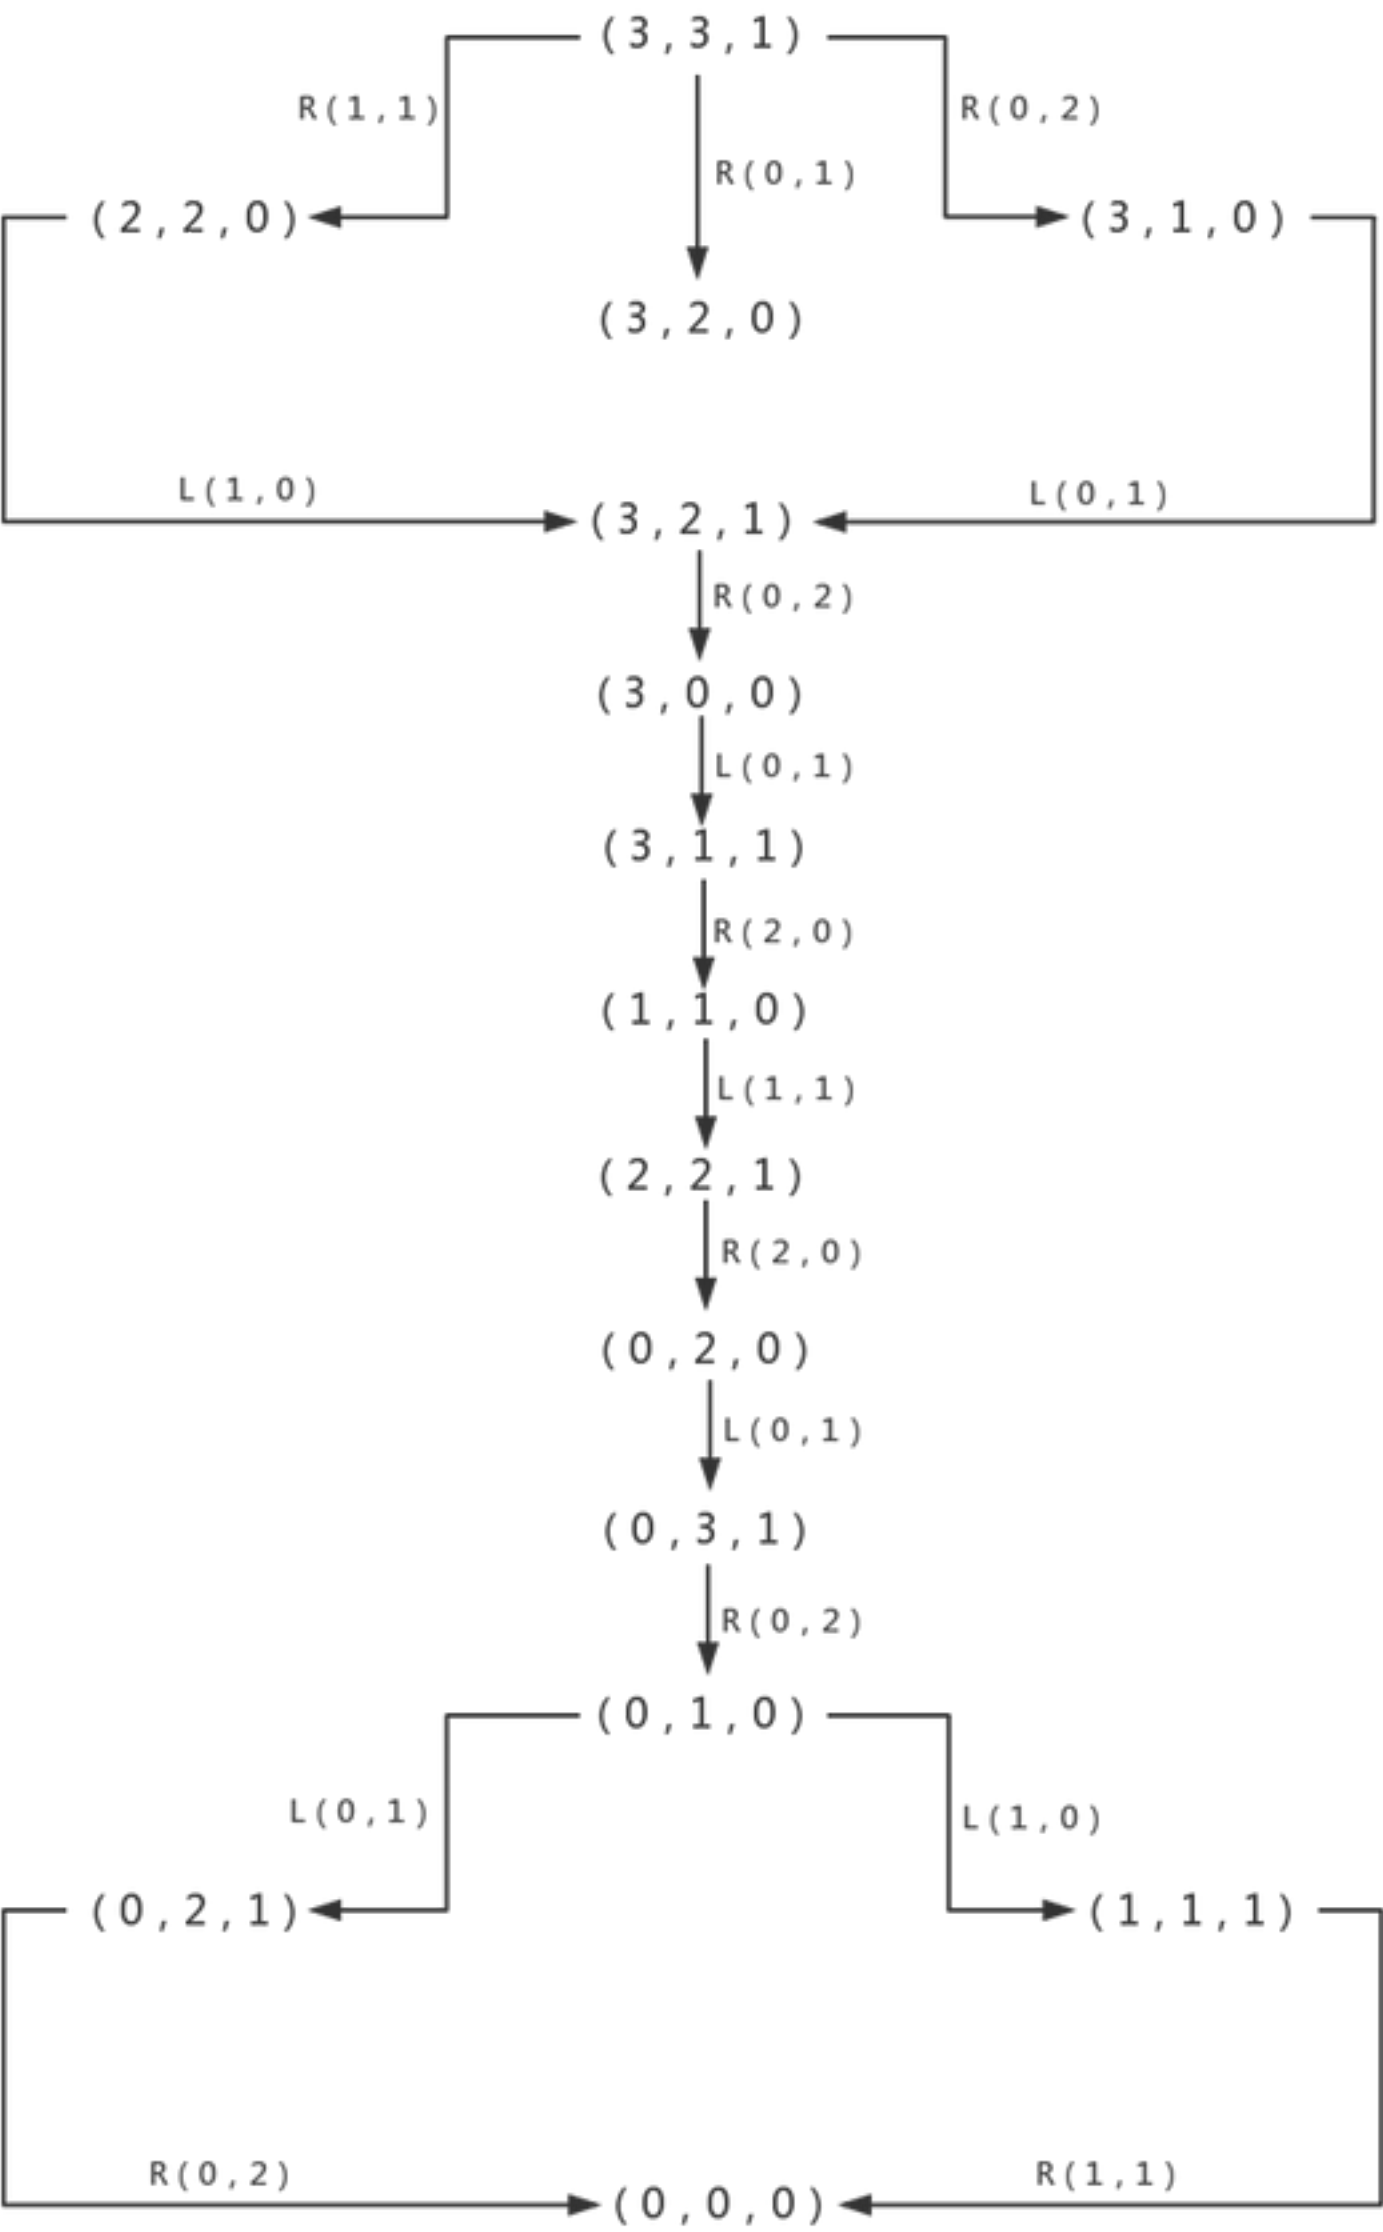 (3,3,1)
R(1,1)
R(0,2)
R(0,1)
(2,2,0)
(3,1,0)
(3,2,0)
L(1,0)
L(0,1)
(3,2,1)
R(0,2)
(3,0,0)
L(0,1)
(3,1,1)
R(2,0)
(1,1,0)
L(1,1)
(2,2,1)
R(2,0)
(0,2,0)
L(0,1)
(0,3,1)
R(0,2)
(0,1,0)
L(0,1)
L(1,0)
(0,2,1)
(1,1,1)
R(0,2)
R(1,1)
(0,0,0)